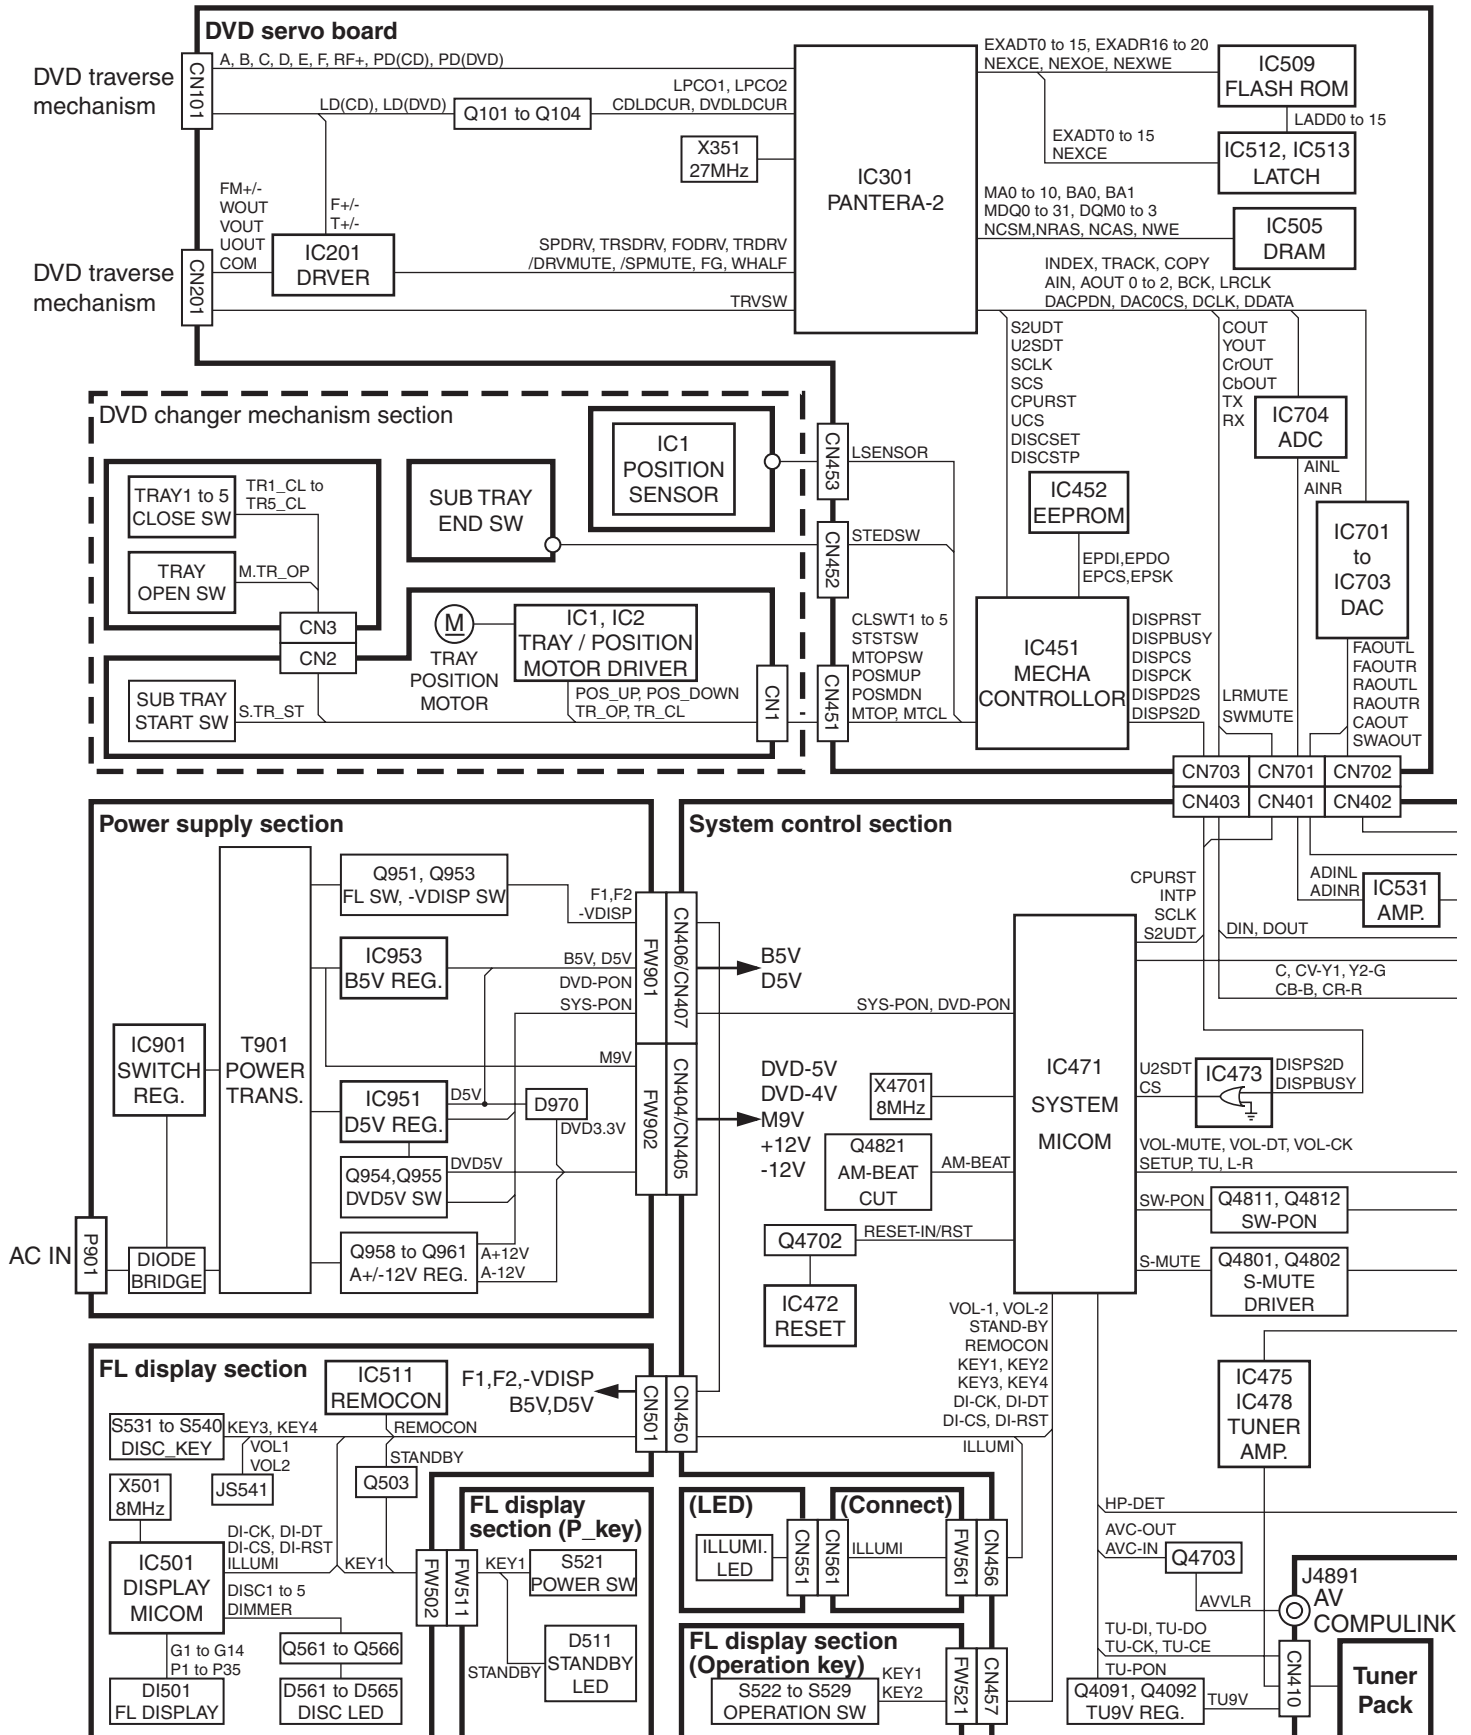 DVD servo board
DVD traverse
mechanism
CN101
A, B, C, D, E, F, RF+, PD(CD), PD(DVD)
LD(CD), LD(DVD)
Q101 to Q104
LPCO1, LPCO2
CDLDCUR, DVDLDCUR
X351
27MHz
IC301
PANTERA-2
EXADT0 to 15, EXADR16 to 20
NEXCE, NEXOE, NEXWE
IC509
FLASH ROM
LADD0 to 15
EXADT0 to 15
NEXCE
IC512, IC513
LATCH
MA0 to 10, BA0, BA1
MDQ0 to 31, DQM0 to 3
NCSM,NRAS, NCAS, NWE
IC505
DRAM
FM+/-
WOUT
VOUT
UOUT
COM
F+/-
T+/-
DVD traverse
mechanism
CN201
IC201
DRVER
SPDRV, TRSDRV, FODRV, TRDRV
/DRVMUTE, /SPMUTE, FG, WHALF
TRVSW
INDEX, TRACK, COPY
AIN, AOUT 0 to 2, BCK, LRCLK
DACPDN, DAC0CS, DCLK, DDATA
S2UDT
U2SDT
SCLK
SCS
CPURST
UCS
DISCSET
DISCSTP
COUT
YOUT
CrOUT
CbOUT
TX
RX
IC704
ADC
AINL
AINR
IC701
to
IC703
DAC
FAOUTL
FAOUTR
RAOUTL
RAOUTR
CAOUT
SWAOUT
IC452
EEPROM
EPDI,EPDO
EPCS,EPSK
IC451
MECHA
CONTROLLOR
DISPRST
DISPBUSY
DISPCS
DISPCK
DISPD2S
DISPS2D
LRMUTE
SWMUTE
DVD changer mechanism section
TRAY1 to 5
CLOSE SW
TR1_CL to
TR5_CL
TRAY
OPEN SW
M.TR_OP
CN3
CN2
SUB TRAY
END SW
IC1
POSITION
SENSOR
CN453
LSENSOR
CN452
STEDSW
SUB TRAY
START SW
S.TR_ST
M
TRAY
POSITION
MOTOR
IC1, IC2
TRAY / POSITION
MOTOR DRIVER
POS_UP, POS_DOWN
TR_OP, TR_CL
CN1
CN451
CLSWT1 to 5
STSTSW
MTOPSW
POSMUP
POSMDN
MTOP, MTCL
CN703
CN701
CN702
CN403
CN401
CN402
Power supply section
Q951, Q953
FL SW, -VDISP SW
F1,F2
-VDISP
IC953
B5V REG.
B5V, D5V
DVD-PON
SYS-PON
FW901
CN406/CN407
IC901
SWITCH
REG.
T901
POWER
TRANS.
M9V
IC951
D5V REG.
D5V
D970
DVD3.3V
FW902
CN404/CN405
Q954,Q955
DVD5V SW
DVD5V
AC IN
P901
DIODE
BRIDGE
Q958 to Q961
A+/-12V REG.
A+12V
A-12V
System control section
B5V
D5V
SYS-PON, DVD-PON
DVD-5V
DVD-4V
M9V
+12V
-12V
X4701
8MHz
Q4821
AM-BEAT
CUT
AM-BEAT
Q4702
RESET-IN/RST
IC472
RESET
IC471
SYSTEM
MICOM
CPURST
INTP
SCLK
S2UDT
ADINL
ADINR
IC531
AMP.
DIN, DOUT
C, CV-Y1, Y2-G
CB-B, CR-R
U2SDT
CS
IC473
DISPS2D
DISPBUSY
VOL-MUTE, VOL-DT, VOL-CK
SETUP, TU, L-R
SW-PON
Q4811, Q4812
SW-PON
S-MUTE
Q4801, Q4802
S-MUTE
DRIVER
VOL-1, VOL-2
STAND-BY
REMOCON
KEY1, KEY2
KEY3, KEY4
DI-CK, DI-DT
DI-CS, DI-RST
ILLUMI
IC475
IC478
TUNER
AMP.
HP-DET
AVC-OUT
AVC-IN
Q4703
J4891
AV
COMPULINK
AVVLR
TU-DI, TU-DO
TU-CK, TU-CE
TU-PON
Q4091, Q4092
TU9V REG.
TU9V
CN410
Tuner
Pack
FL display section
IC511
REMOCON
F1,F2,-VDISP
B5V,D5V
CN501
CN450
S531 to S540
DISC_KEY
KEY3, KEY4
VOL1
VOL2
REMOCON
STANDBY
JS541
Q503
X501
8MHz
IC501
DISPLAY
MICOM
DI-CK, DI-DT
DI-CS, DI-RST
ILLUMI
KEY1
DISC1 to 5
DIMMER
G1 to G14
P1 to P35
DI501
FL DISPLAY
Q561 to Q566
D561 to D565
DISC LED
FW502
FW511
FL display
section (P_key)
KEY1
S521
POWER SW
STANDBY
D511
STANDBY
LED
(LED)
ILLUMI.
LED
CN551
CN561
(Connect)
ILLUMI
FW561
CN456
FL display section
(Operation key)
S522 to S529
OPERATION SW
KEY1
KEY2
FW521
CN457